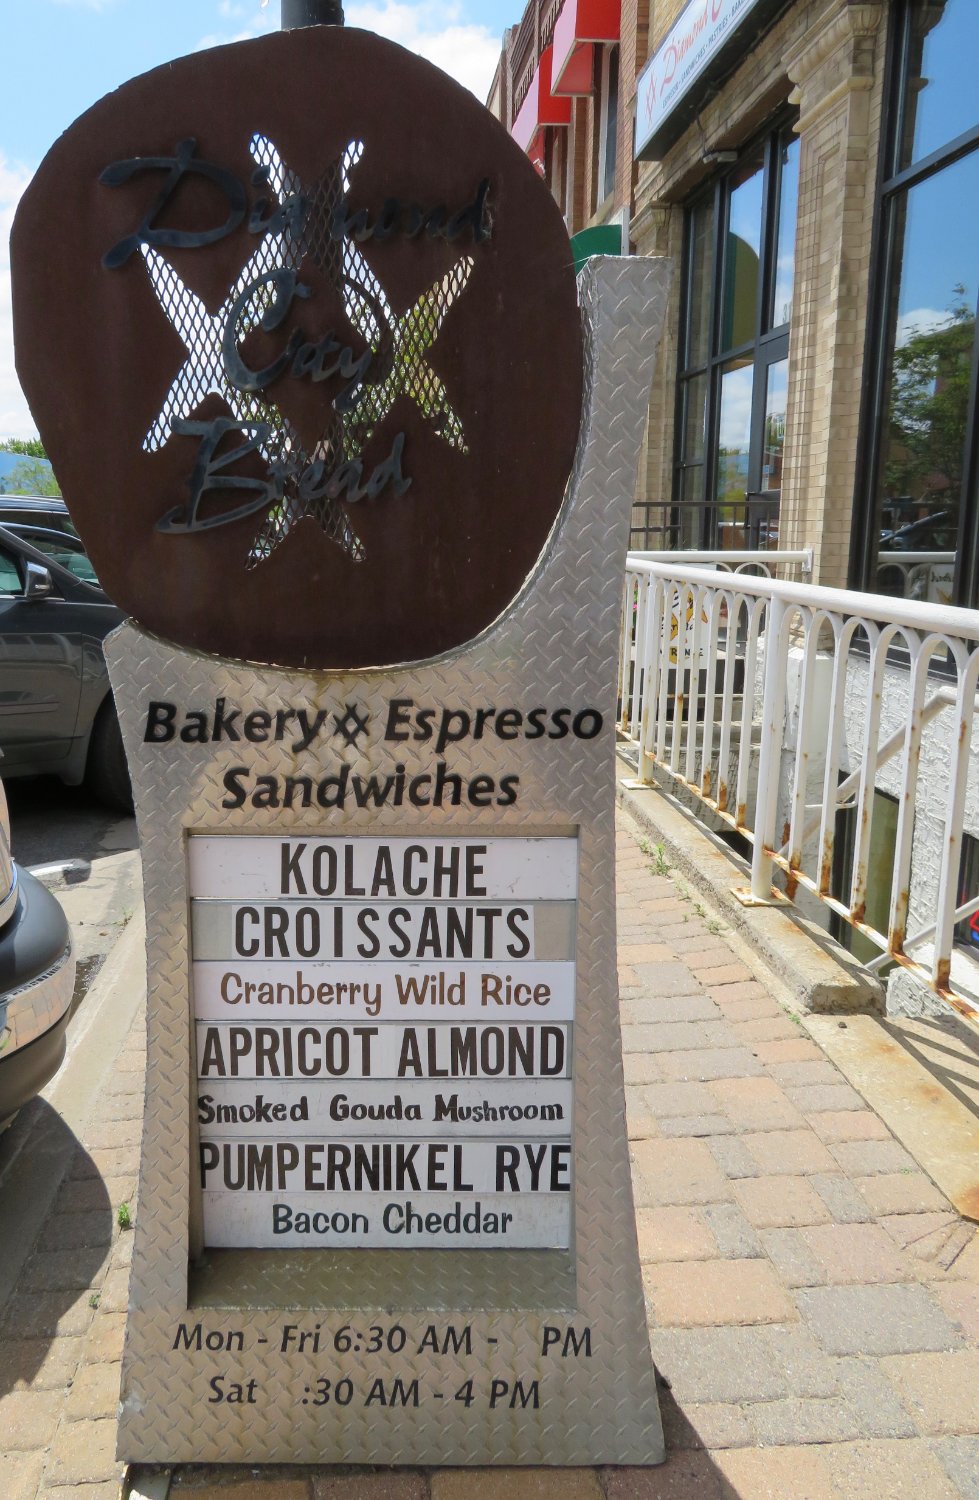 Diamond
City
Bread
Bakery Espresso
Sandwiches
KOLACHE
CROISSANTS
Cranberry Wild Rice
APRICOT ALMOND
Smoked Gouda Mushroom
PUMPERNIKEL RYE
Bacon Cheddar
Mon - Fri 6:30 AM - PM
Sat :30 AM - 4 PM
Diamond